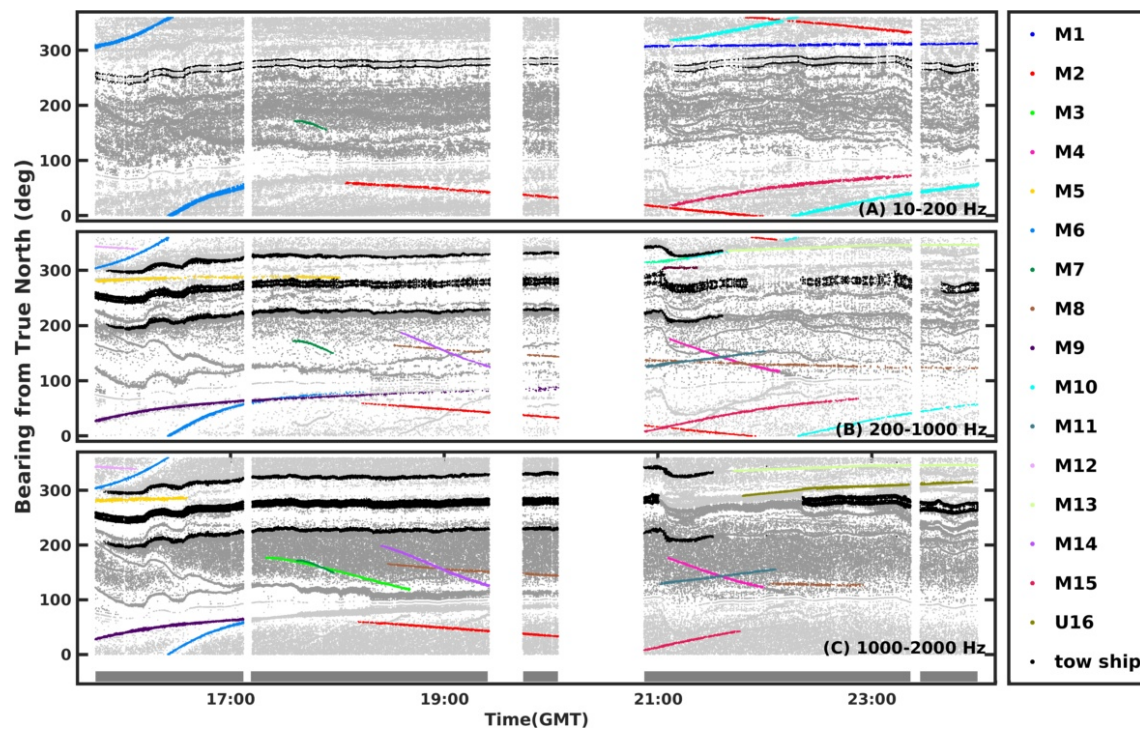 Bearing from True North (deg)
300
200
100
0
(A) 10-200 Hz
300
200
100
0
(B) 200-1000 Hz
300
200
100
0
(C) 1000-2000 Hz
17:00
19:00
21:00
23:00
Time(GMT)
M1
M2
M3
M4
M5
M6
M7
M8
M9
M10
M11
M12
M13
M14
M15
U16
tow ship